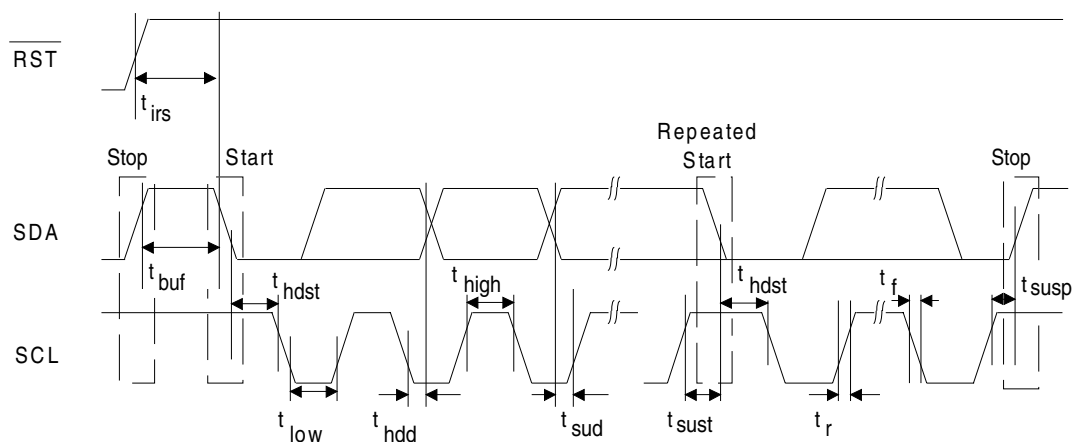 RST
t irs
Repeated
Stop Start Start Stop
SDA
t buf t hdst t high t hdst t f t susp
SCL
t low t hdd t sud t sust t r